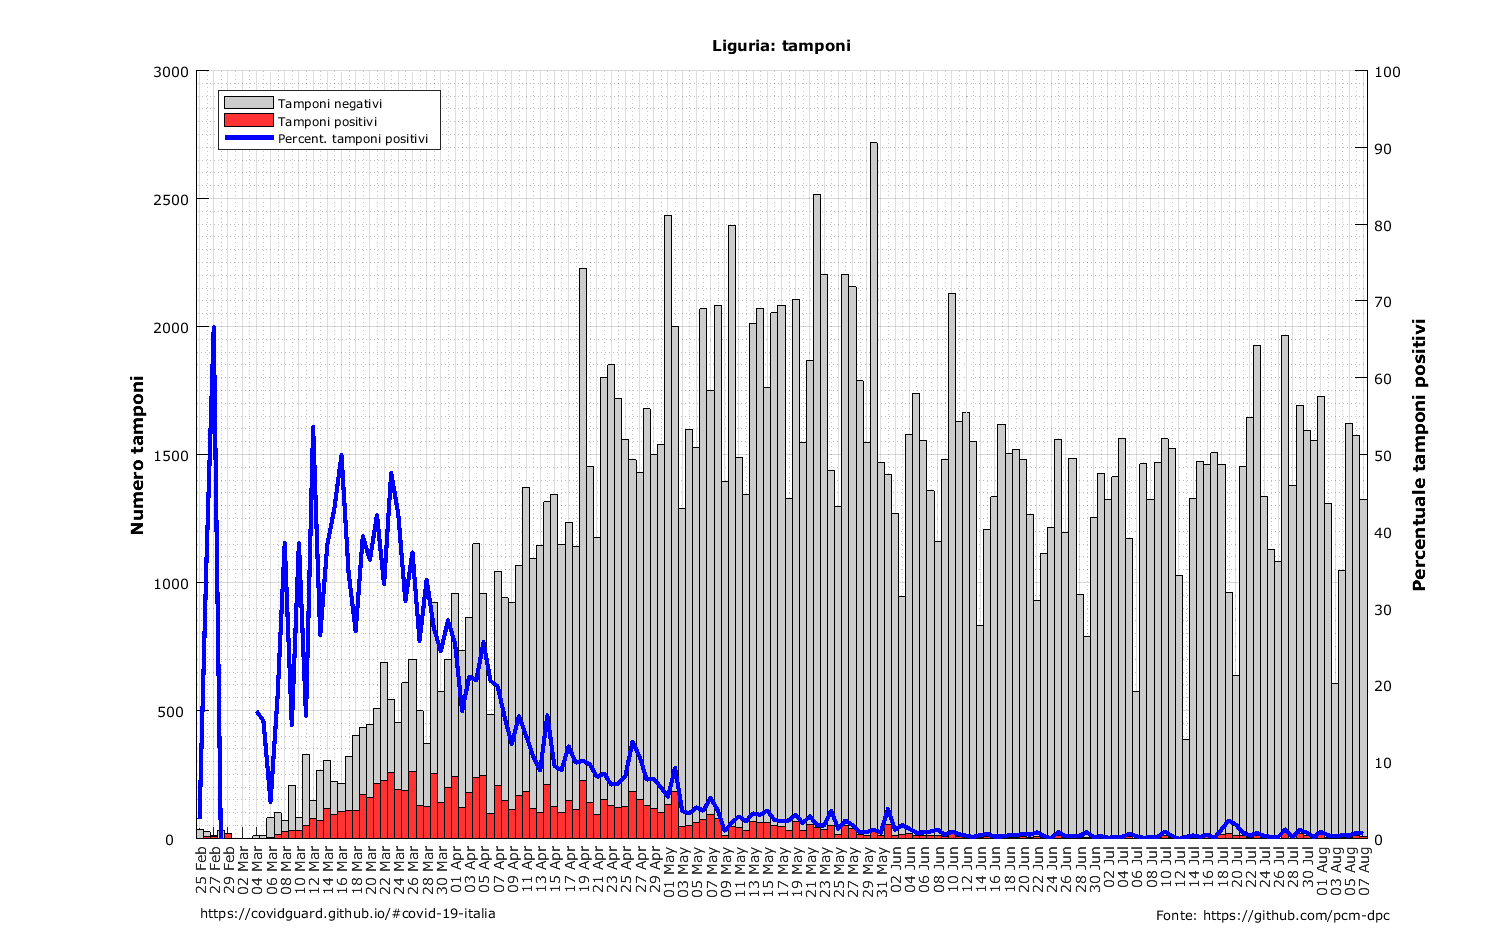 Liguria: tamponi
Tamponi negativi
Tamponi positivi
Percent. tamponi positivi
Numero tamponi
3000
2500
2000
1500
1000
500
0
Percentuale tamponi positivi
100
90
80
70
60
50
40
30
20
10
0
25 Feb
27 Feb
29 Feb
02 Mar
04 Mar
06 Mar
08 Mar
10 Mar
12 Mar
14 Mar
16 Mar
18 Mar
20 Mar
22 Mar
24 Mar
26 Mar
28 Mar
30 Mar
01 Apr
03 Apr
05 Apr
07 Apr
09 Apr
11 Apr
13 Apr
15 Apr
17 Apr
19 Apr
21 Apr
23 Apr
25 Apr
27 Apr
29 Apr
01 May
03 May
05 May
07 May
09 May
11 May
13 May
15 May
17 May
19 May
21 May
23 May
25 May
27 May
29 May
31 May
02 Jun
04 Jun
06 Jun
08 Jun
10 Jun
12 Jun
14 Jun
16 Jun
18 Jun
20 Jun
22 Jun
24 Jun
26 Jun
28 Jun
30 Jun
02 Jul
04 Jul
06 Jul
08 Jul
10 Jul
12 Jul
14 Jul
16 Jul
18 Jul
20 Jul
22 Jul
24 Jul
26 Jul
28 Jul
30 Jul
01 Aug
03 Aug
05 Aug
07 Aug
https://covidguard.github.io/#covid-19-italia
Fonte: https://github.com/pcm-dpc